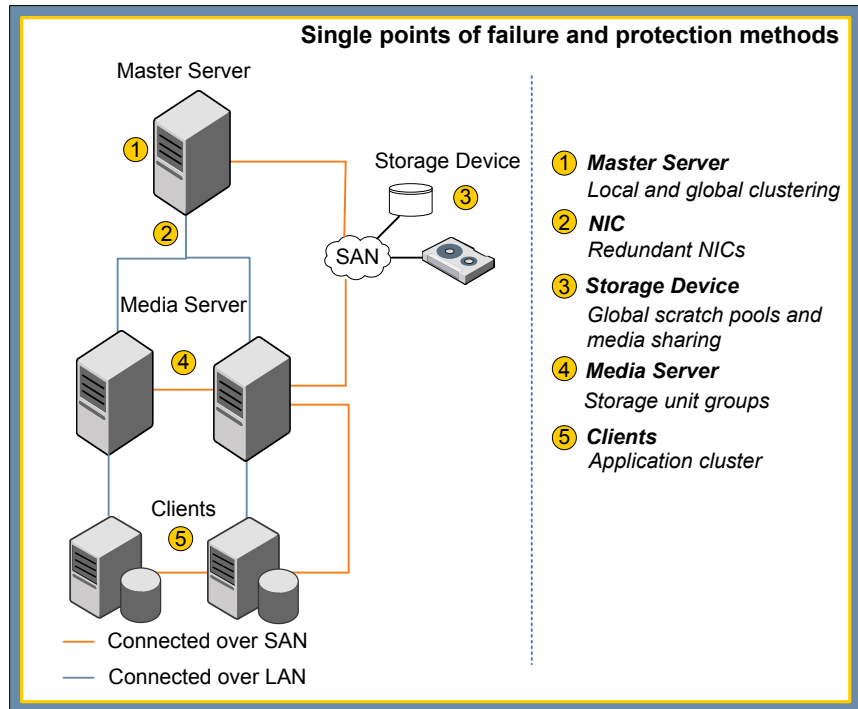 Single points of failure and protection methods
Master Server
1
2
Storage Device
3
SAN
Media Server
4
Clients
5
Connected over SAN
Connected over LAN
1 Master Server
Local and global clustering
2 NIC
Redundant NICs
3 Storage Device
Global scratch pools and
media sharing
4 Media Server
Storage unit groups
5 Clients
Application cluster